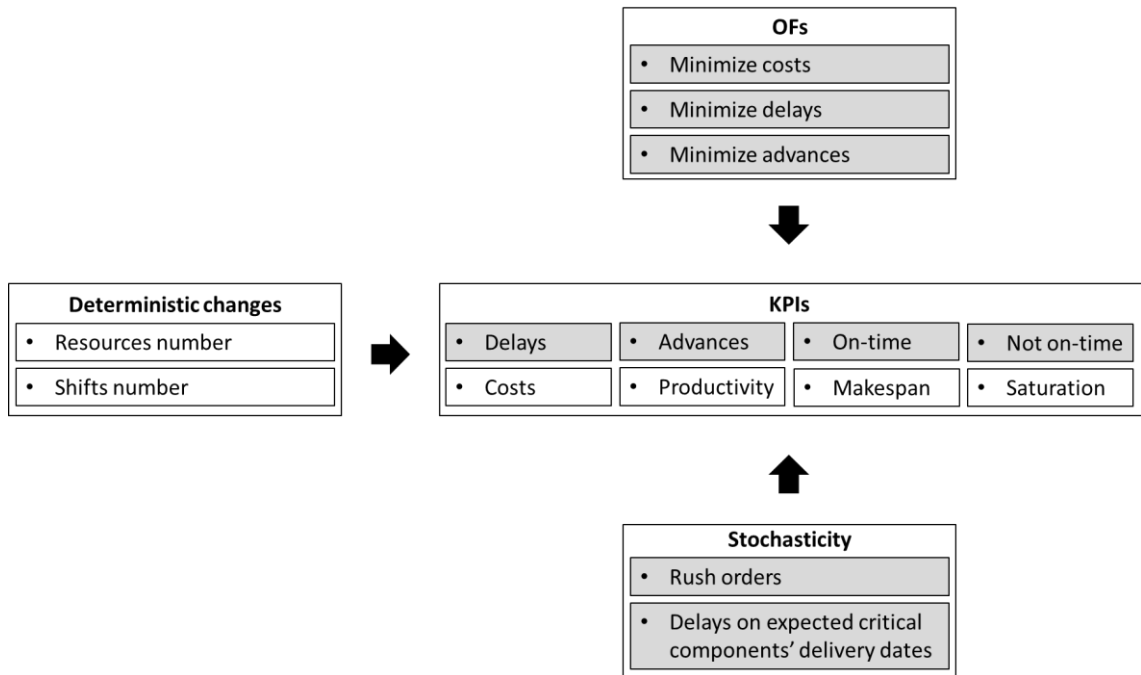 OFs
• Minimize costs
• Minimize delays
• Minimize advances
Deterministic changes
• Resources number
• Shifts number
KPIs
• Delays
• Advances
• On-time
• Not on-time
• Costs
• Productivity
• Makespan
• Saturation
Stochasticity
• Rush orders
• Delays on expected critical
components’ delivery dates